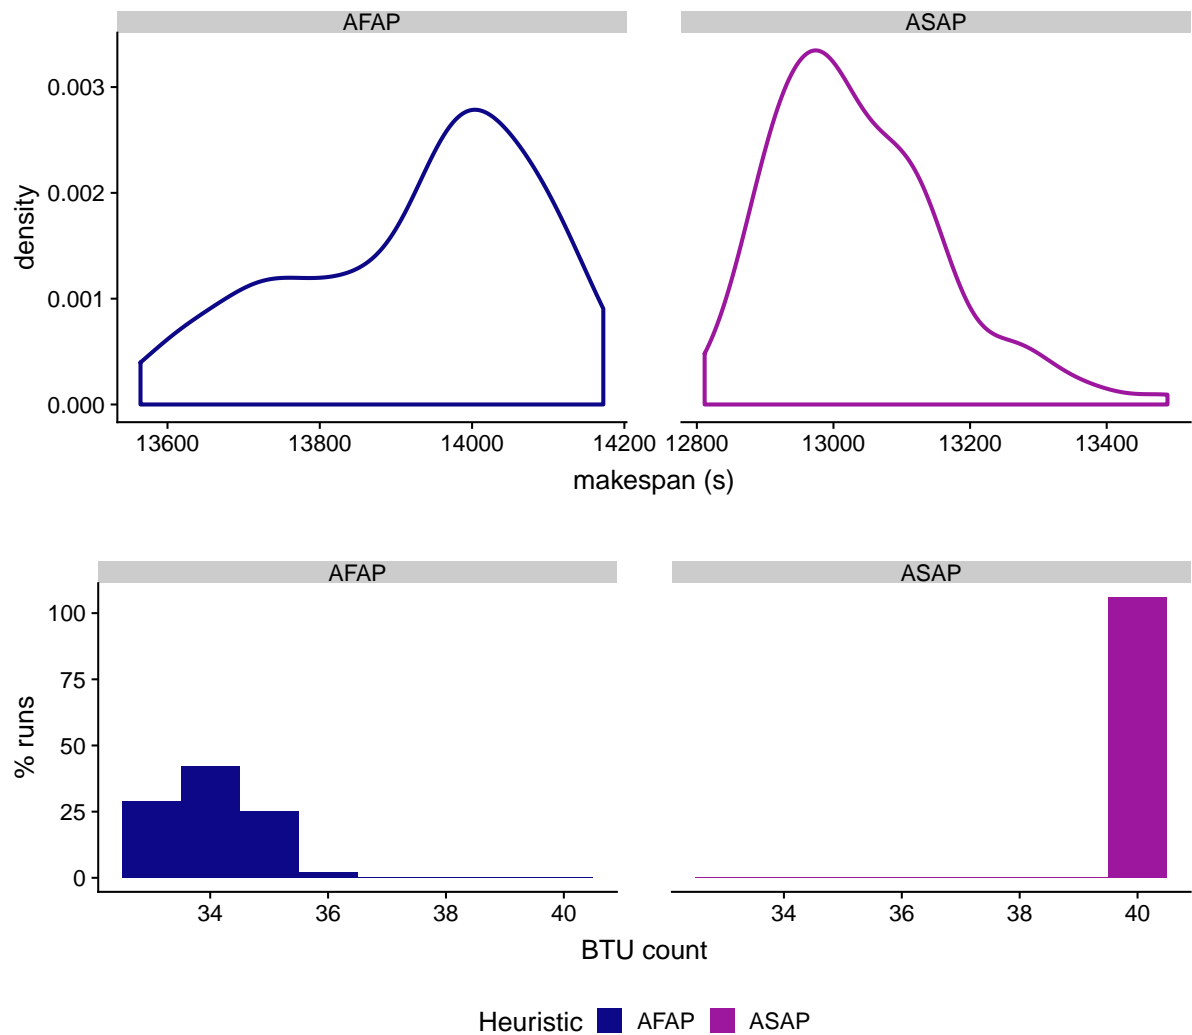 AFAP ASAP
0.003
0.002
0.001
0.000
density
13600 13800 14000 14200 12800 13000 13200 13400
makespan (s)
AFAP ASAP
100
75
50
25
0
% runs
34 36 38 40 34 36 38 40
BTU count
Heuristic AFAP ASAP